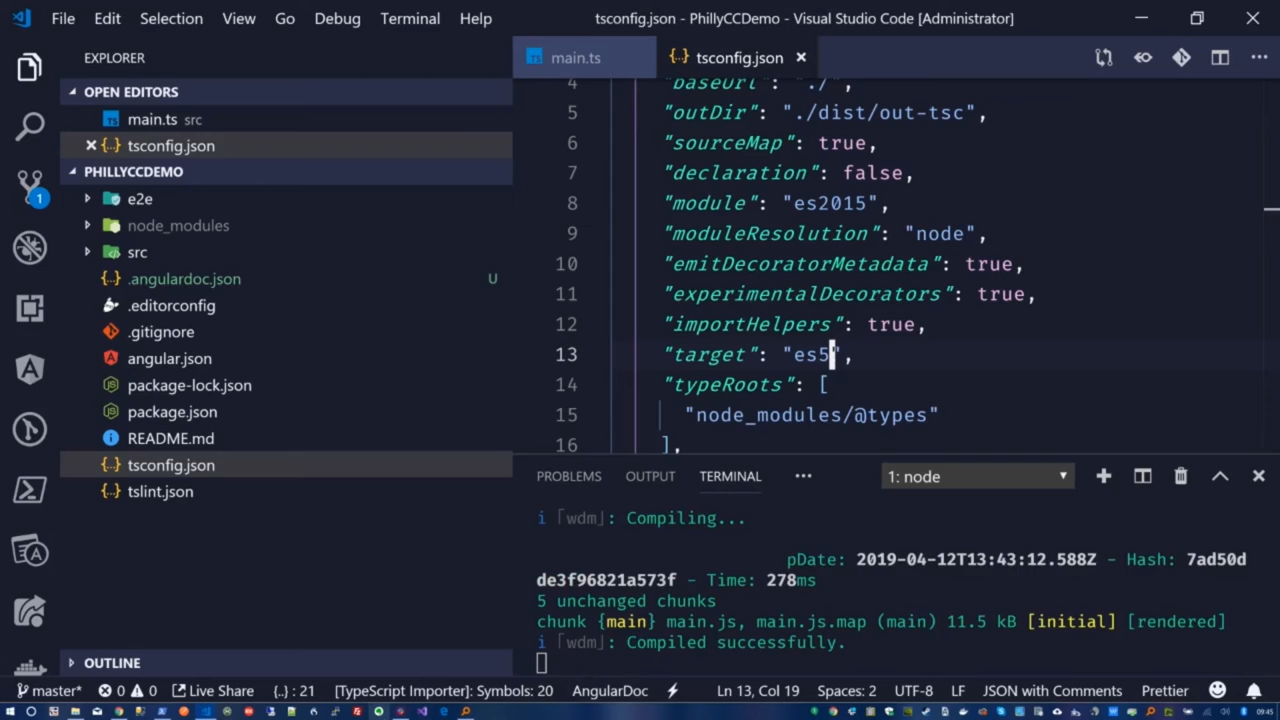 File Edit Selection View Go Debug Terminal Help
tsconfig.json - PhillyCCDemo - Visual Studio Code [Administrator]
EXPLORER
OPEN EDITORS
TS main.ts src
{..} tsconfig.json
PHILLYCCDEMO
e2e
node_modules
src
{..} .angulardoc.json U
.editorconfig
.gitignore
angular.json
package-lock.json
package.json
README.md
{..} tsconfig.json
{..} tslint.json
OUTLINE
1
TS main.ts
{..} tsconfig.json
4 "baseUrl": "./",
5 "outDir": "./dist/out-tsc",
6 "sourceMap": true,
7 "declaration": false,
8 "module": "es2015",
9 "moduleResolution": "node",
10 "emitDecoratorMetadata": true,
11 "experimentalDecorators": true,
12 "importHelpers": true,
13 "target": "es5",
14 "typeRoots": [
15 "node_modules/@types"
16 ],
PROBLEMS OUTPUT TERMINAL ••• 1: node
i ｢wdm｣: Compiling...
pDate: 2019-04-12T13:43:12.588Z - Hash: 7ad50d
de3f96821a573f - Time: 278ms
5 unchanged chunks
chunk {main} main.js, main.js.map (main) 11.5 kB [initial] [rendered]
i ｢wdm｣: Compiled successfully.
master* 0 0 Live Share {..} : 21 [TypeScript Importer]: Symbols: 20 AngularDoc Ln 13, Col 19 Spaces: 2 UTF-8 LF JSON with Comments Prettier
09:45